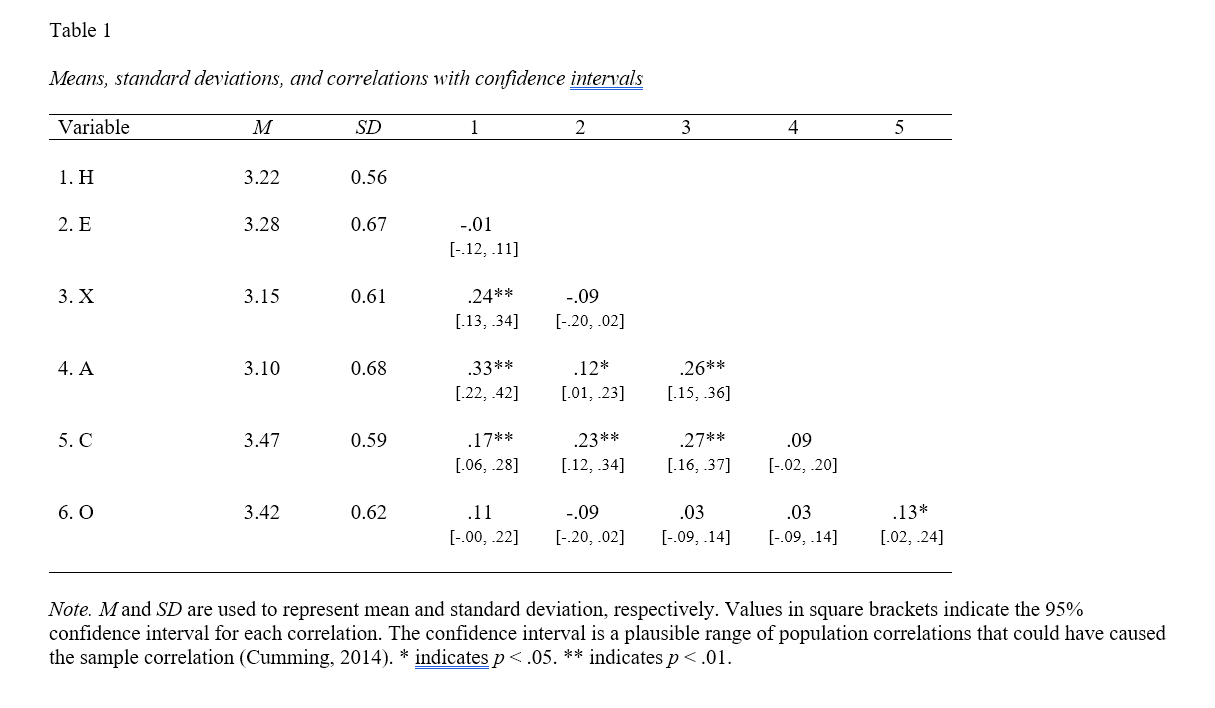 Table 1
Means, standard deviations, and correlations with confidence intervals
Variable M SD 1 2 3 4 5
1. H 3.22 0.56
2. E 3.28 0.67 -.01
[-.12, .11]
3. X 3.15 0.61 .24** -.09
[.13, .34] [-.20, .02]
4. A 3.10 0.68 .33** .12* .26**
[.22, .42] [.01, .23] [.15, .36]
5. C 3.47 0.59 .17** .23** .27** .09
[.06, .28] [.12, .34] [.16, .37] [-.02, .20]
6. O 3.42 0.62 .11 -.09 .03 .03 .13*
[-.00, .22] [-.20, .02] [-.09, .14] [-.09, .14] [.02, .24]
Note. M and SD are used to represent mean and standard deviation, respectively. Values in square brackets indicate the 95%
confidence interval for each correlation. The confidence interval is a plausible range of population correlations that could have caused
the sample correlation (Cumming, 2014). * indicates p < .05. ** indicates p < .01.